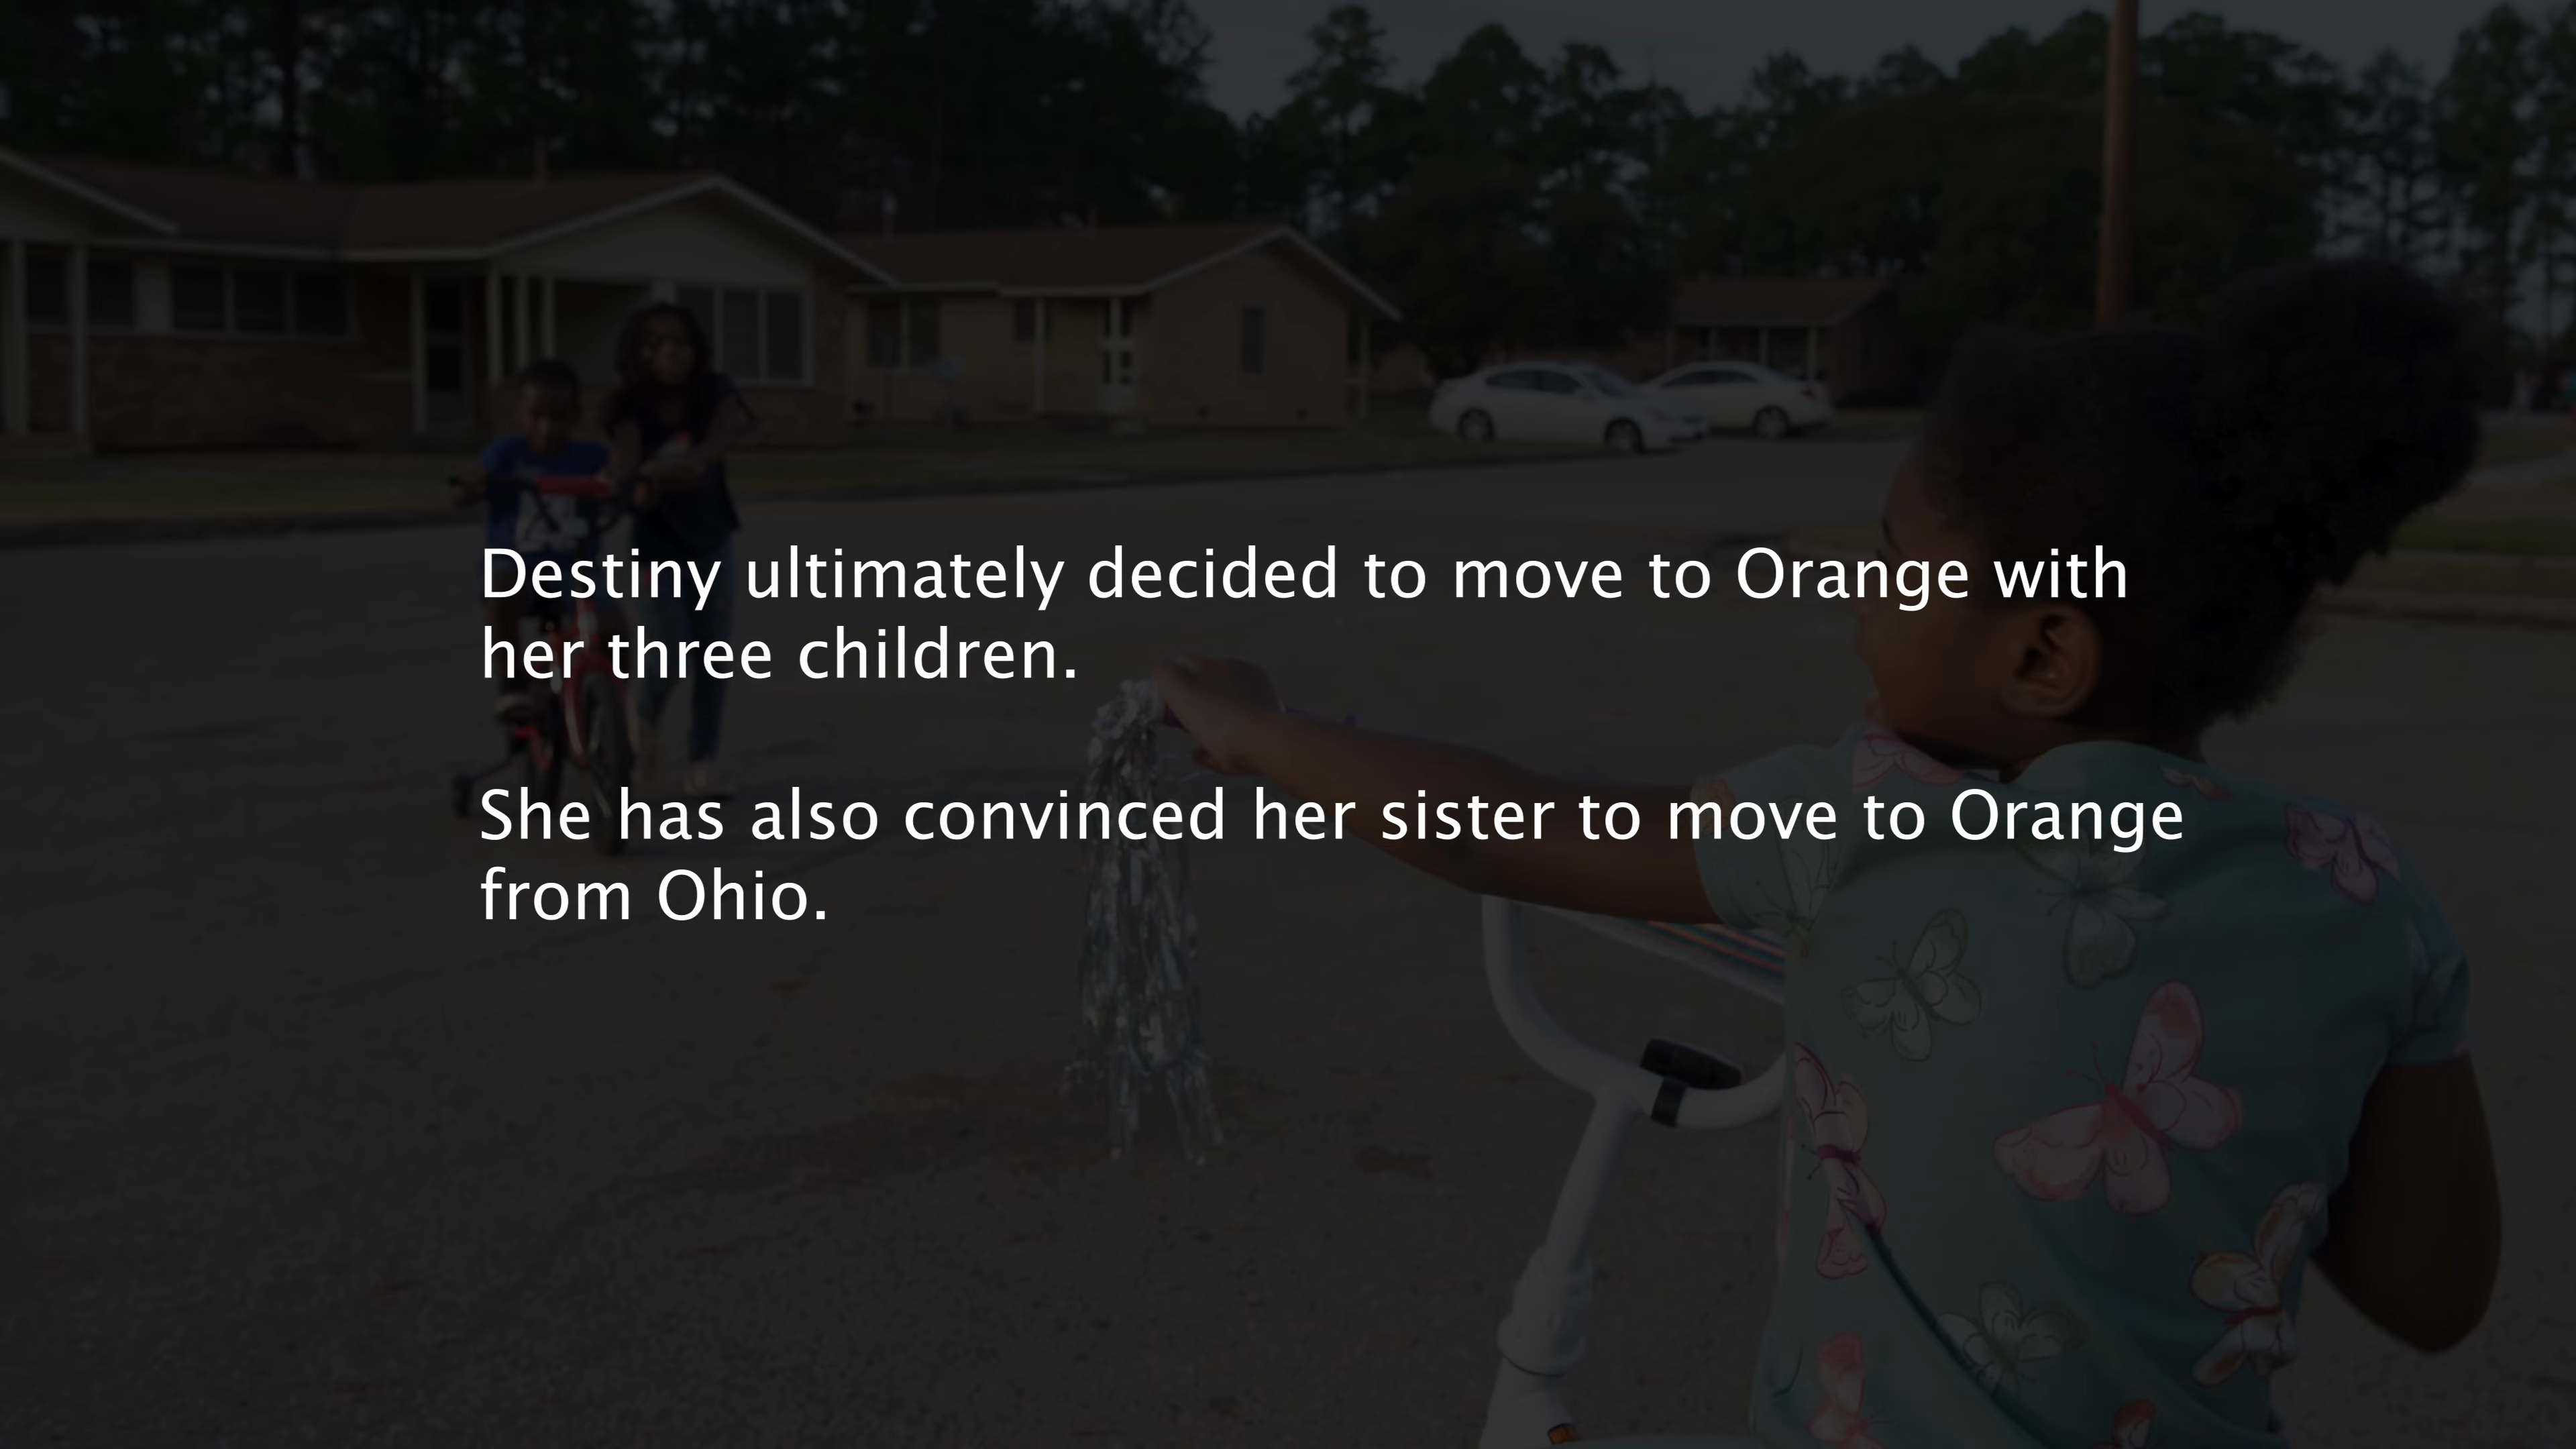 Destiny ultimately decided to move to Orange with
her three children.
She has also convinced her sister to move to Orange
from Ohio.